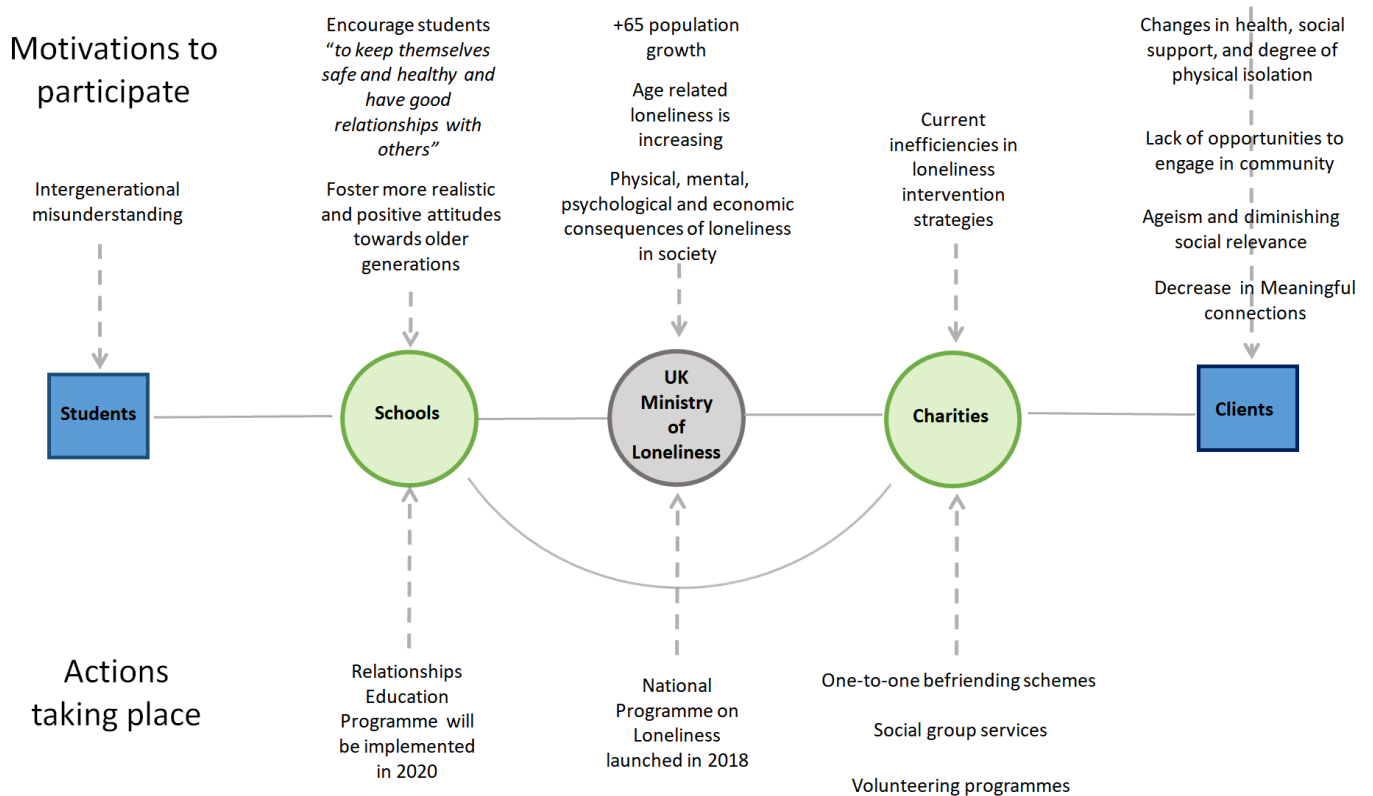 Motivations to
participate
Intergenerational
misunderstanding
Encourage students
“to keep themselves
safe and healthy and
have good
relationships with
others”
Foster more realistic
and positive attitudes
towards older
generations
+65 population
growth
Age related
loneliness is
increasing
Physical, mental,
psychological and economic
consequences of loneliness
in society
Current
inefficiencies in
loneliness
intervention
strategies
Changes in health, social
support, and degree of
physical isolation
Lack of opportunities to
engage in community
Ageism and diminishing
social relevance
Decrease in Meaningful
connections
Students
Schools
UK
Ministry
of
Loneliness
Charities
Clients
Actions
taking place
Relationships
Education
Programme will
be implemented
in 2020
National
Programme on
Loneliness
launched in 2018
One-to-one befriending schemes
Social group services
Volunteering programmes